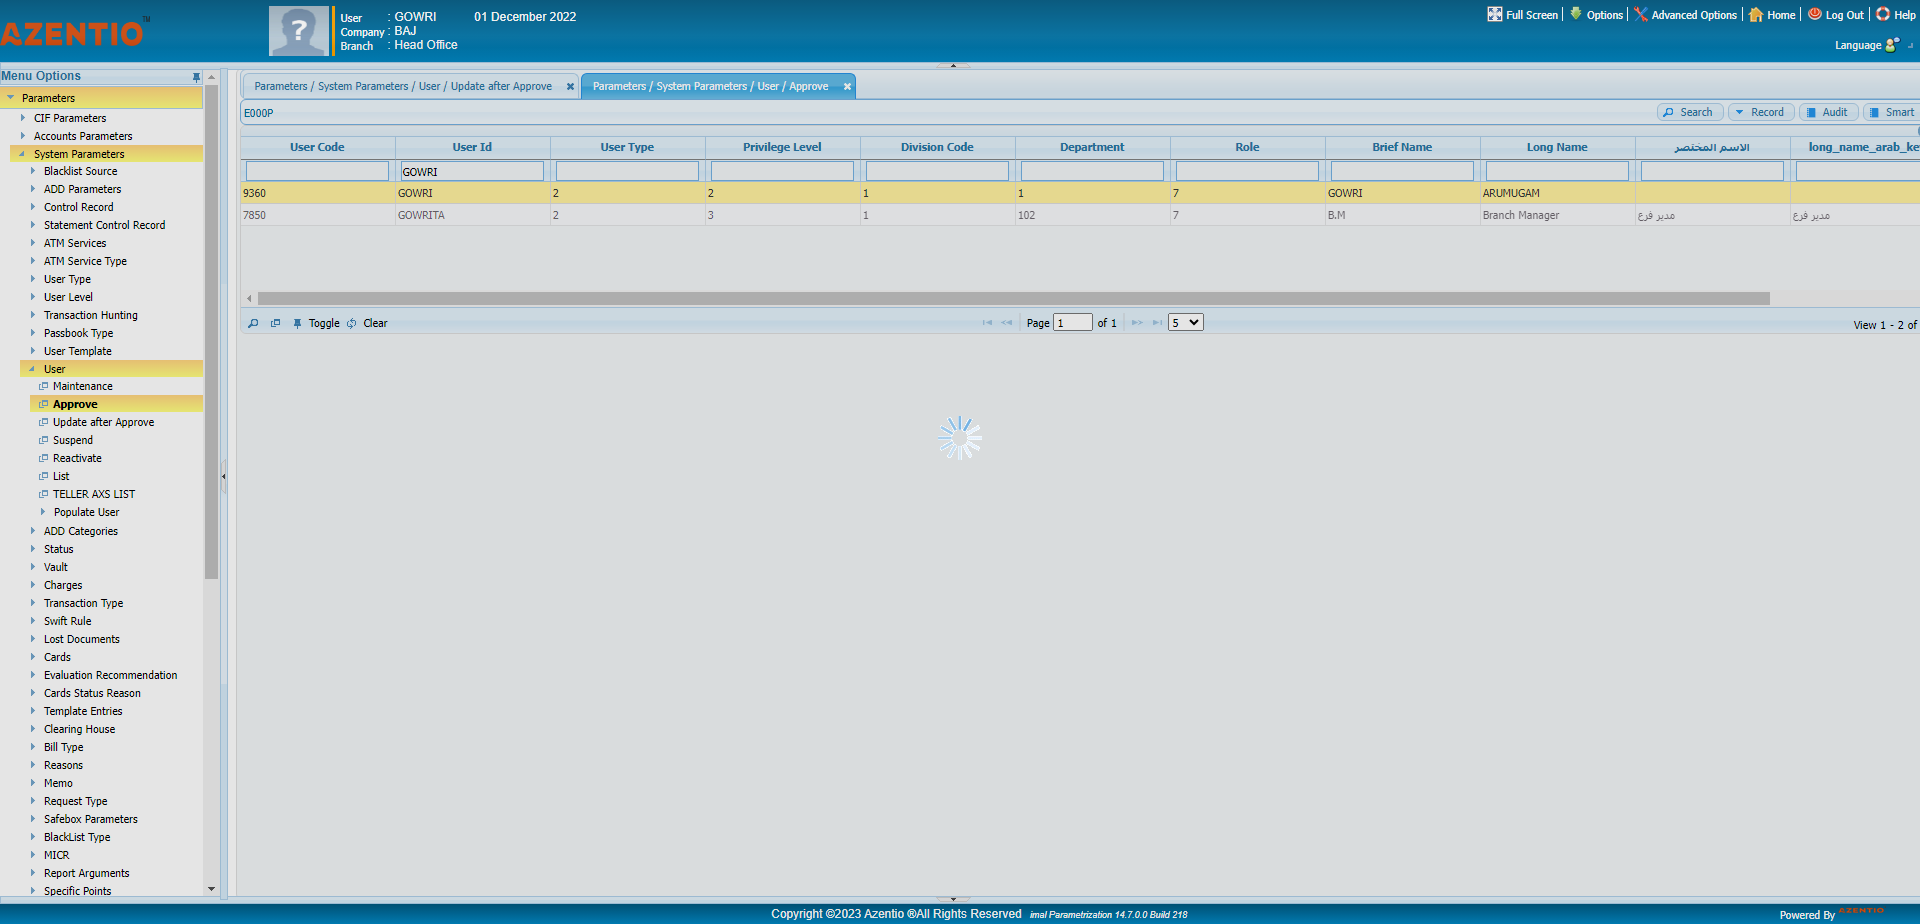 AZENTIO™
User : GOWRI 01 December 2022
Company : BAJ
Branch : Head Office
Full Screen | Options | Advanced Options | Home | Log Out | Help
Language
Menu Options
Parameters
CIF Parameters
Accounts Parameters
System Parameters
Blacklist Source
ADD Parameters
Control Record
Statement Control Record
ATM Services
ATM Service Type
User Type
User Level
Transaction Hunting
Passbook Type
User Template
User
Maintenance
Approve
Update after Approve
Suspend
Reactivate
List
TELLER AXS LIST
Populate User
ADD Categories
Status
Vault
Charges
Transaction Type
Swift Rule
Lost Documents
Cards
Evaluation Recommendation
Cards Status Reason
Template Entries
Clearing House
Bill Type
Reasons
Memo
Request Type
Safebox Parameters
BlackList Type
MICR
Report Arguments
Specific Points
Parameters / System Parameters / User / Update after Approve
Parameters / System Parameters / User / Approve
E000P
Search Record Audit Smart
User Code User Id User Type Privilege Level Division Code Department Role Brief Name Long Name الاسم المختصر long_name_arab_ke
GOWRI
9360 GOWRI 2 2 1 1 7 GOWRI ARUMUGAM
7850 GOWRITA 2 3 1 102 7 B.M Branch Manager مدير فرع مدير فرع
Toggle Clear
Page 1 of 1 5
View 1 - 2 of
Copyright ©2023 Azentio ®All Rights Reserved imal Parametrization 14.7.0.0 Build 218
Powered By AZENTIO